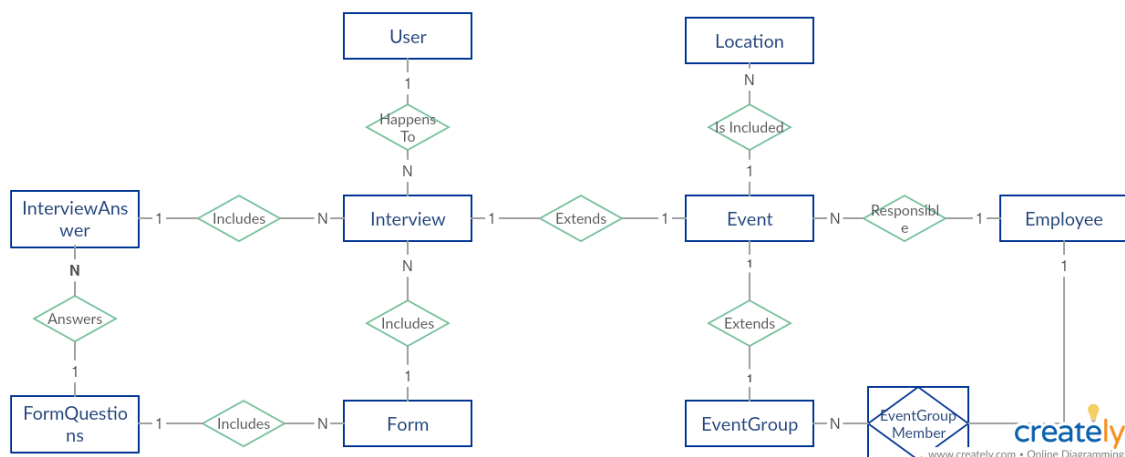 User
Location
1
N
Happens
To
Is Included
N
1
InterviewAns
wer
1
Includes
N
Interview
1
Extends
1
Event
N
Responsibl
e
1
Employee
N
N
1
1
Answers
Includes
Extends
1
1
1
FormQuestio
ns
1
Includes
N
Form
EventGroup
N
EventGroup
Member
creately
www.creately.com • Online Diagramming